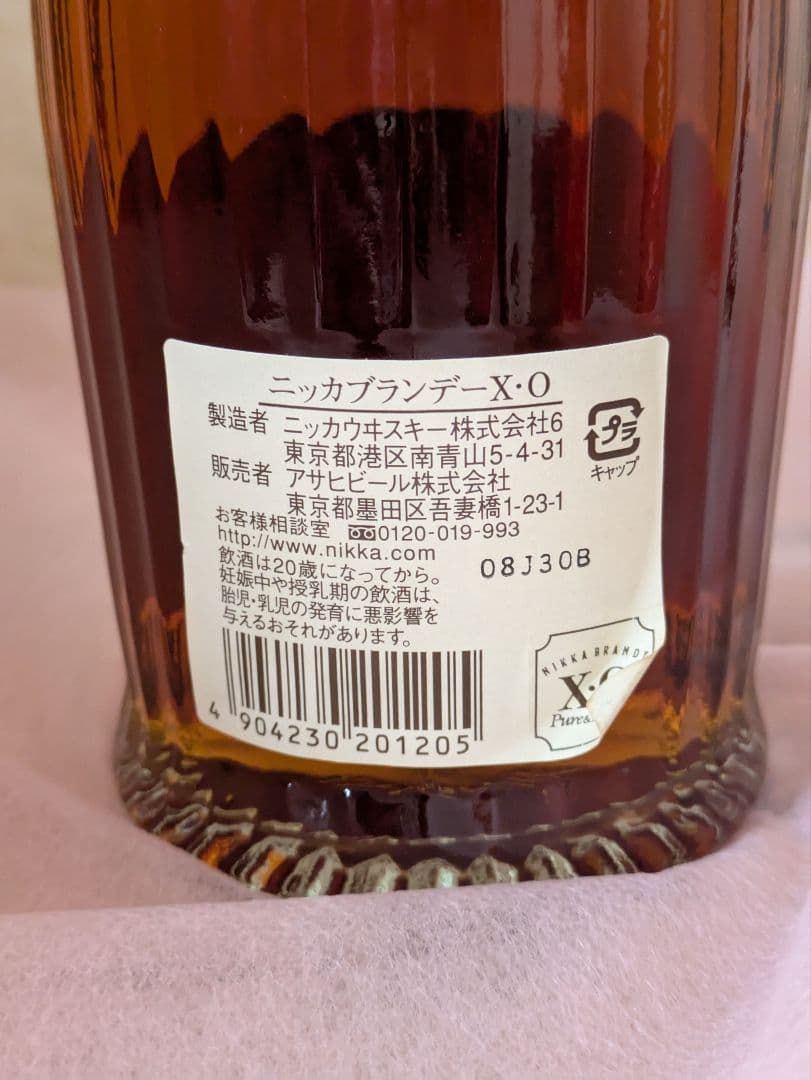 ニッカブランデーX・O
製造者 ニッカウヰスキー株式会社6
東京都港区南青山5-4-31
販売者 アサヒビール株式会社
東京都墨田区吾妻橋1-23-1
お客様相談室 0120-019-993
http://www.nikka.com
飲酒は20歳になってから。
妊娠中や授乳期の飲酒は、
胎児・乳児の発育に悪影響を
与えるおそれがあります。
プラ
キャップ
08J30B
4 904230 201205
NIKKA BRANDY
X・O
Pure&